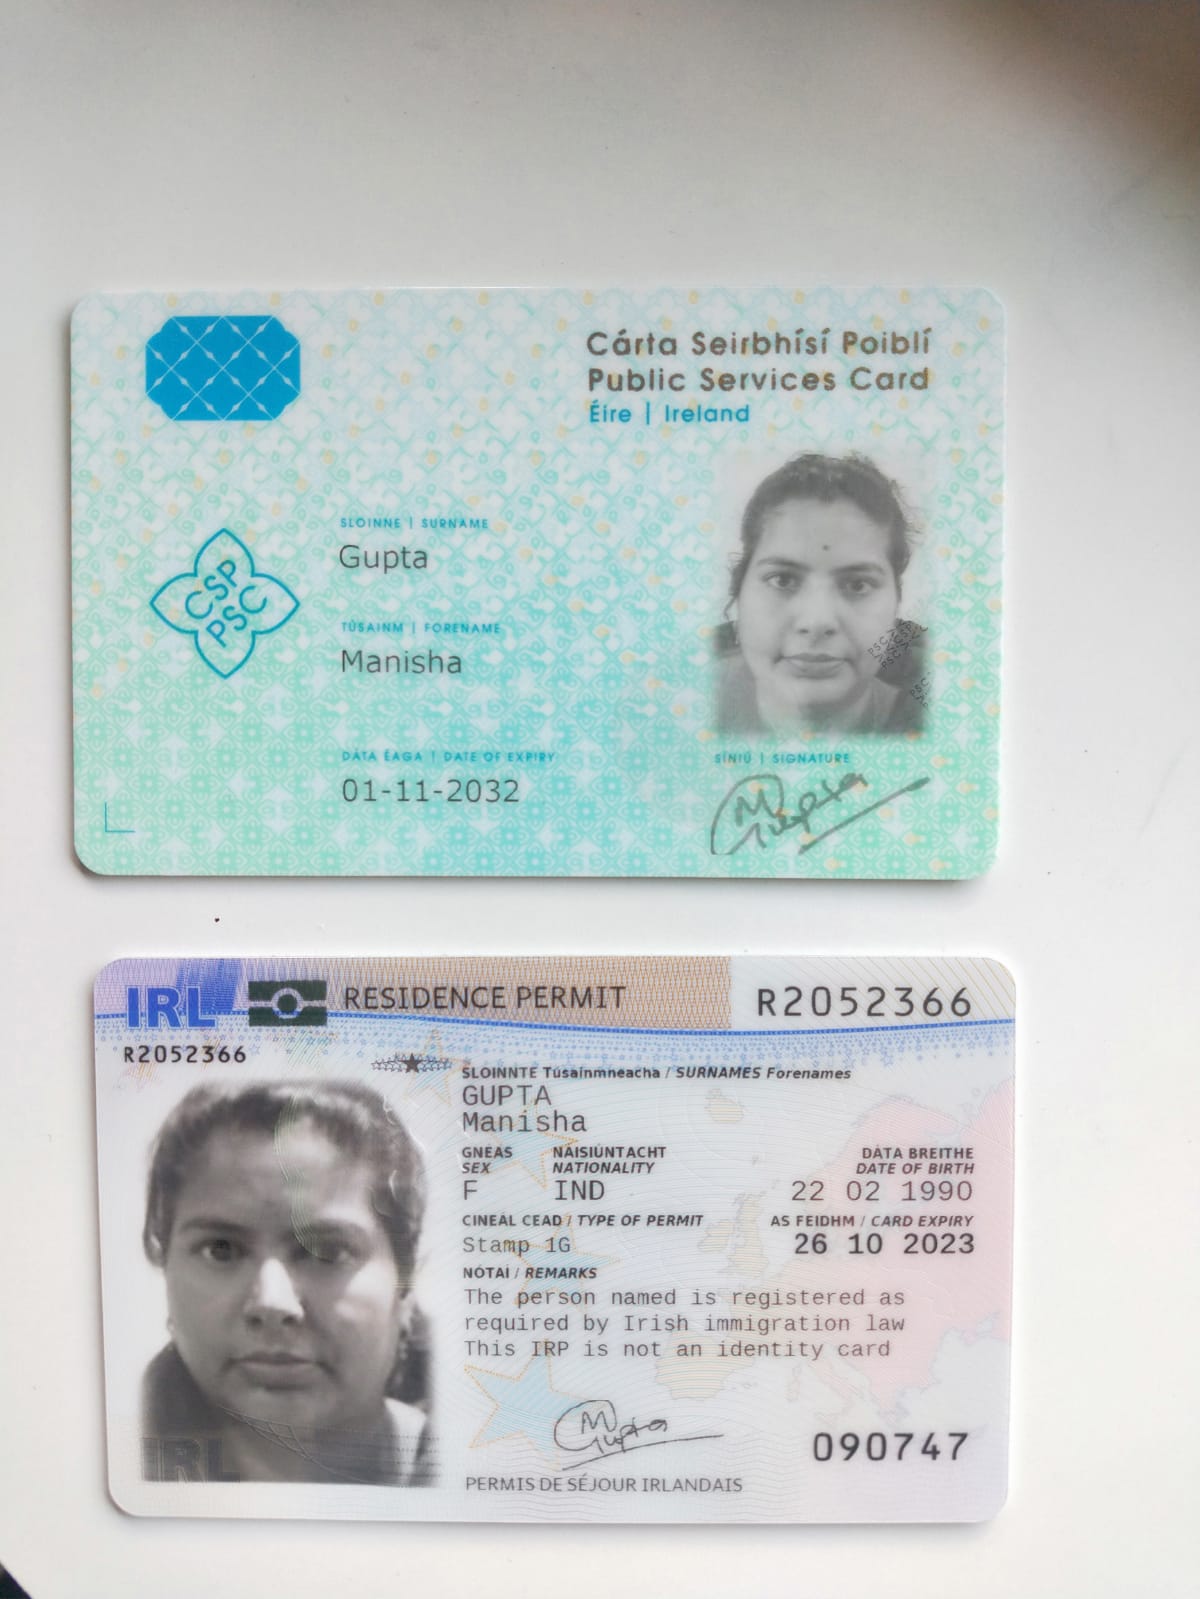 Cárta Seirbhísí Poiblí
Public Services Card
Éire | Ireland
CSP
PSC
SLOINNE | SURNAME
Gupta
TÚSAINM | FORENAME
Manisha
DÁTA ÉAGA | DATE OF EXPIRY
01-11-2032
SÍNIÚ | SIGNATURE
M Gupta
IRL
RESIDENCE PERMIT
R2052366
R2052366
SLOINNTE Túsainmneacha / SURNAMES Forenames
GUPTA
Manisha
GNÉAS NÁISIÚNTACHT DÁTA BREITHE
SEX NATIONALITY DATE OF BIRTH
F IND 22 02 1990
CINEÁL CEAD / TYPE OF PERMIT AS FEIDHM / CARD EXPIRY
Stamp 1G 26 10 2023
NÓTAÍ / REMARKS
The person named is registered as
required by Irish immigration law
This IRP is not an identity card
M Gupta
IRL
090747
PERMIS DE SÉJOUR IRLANDAIS